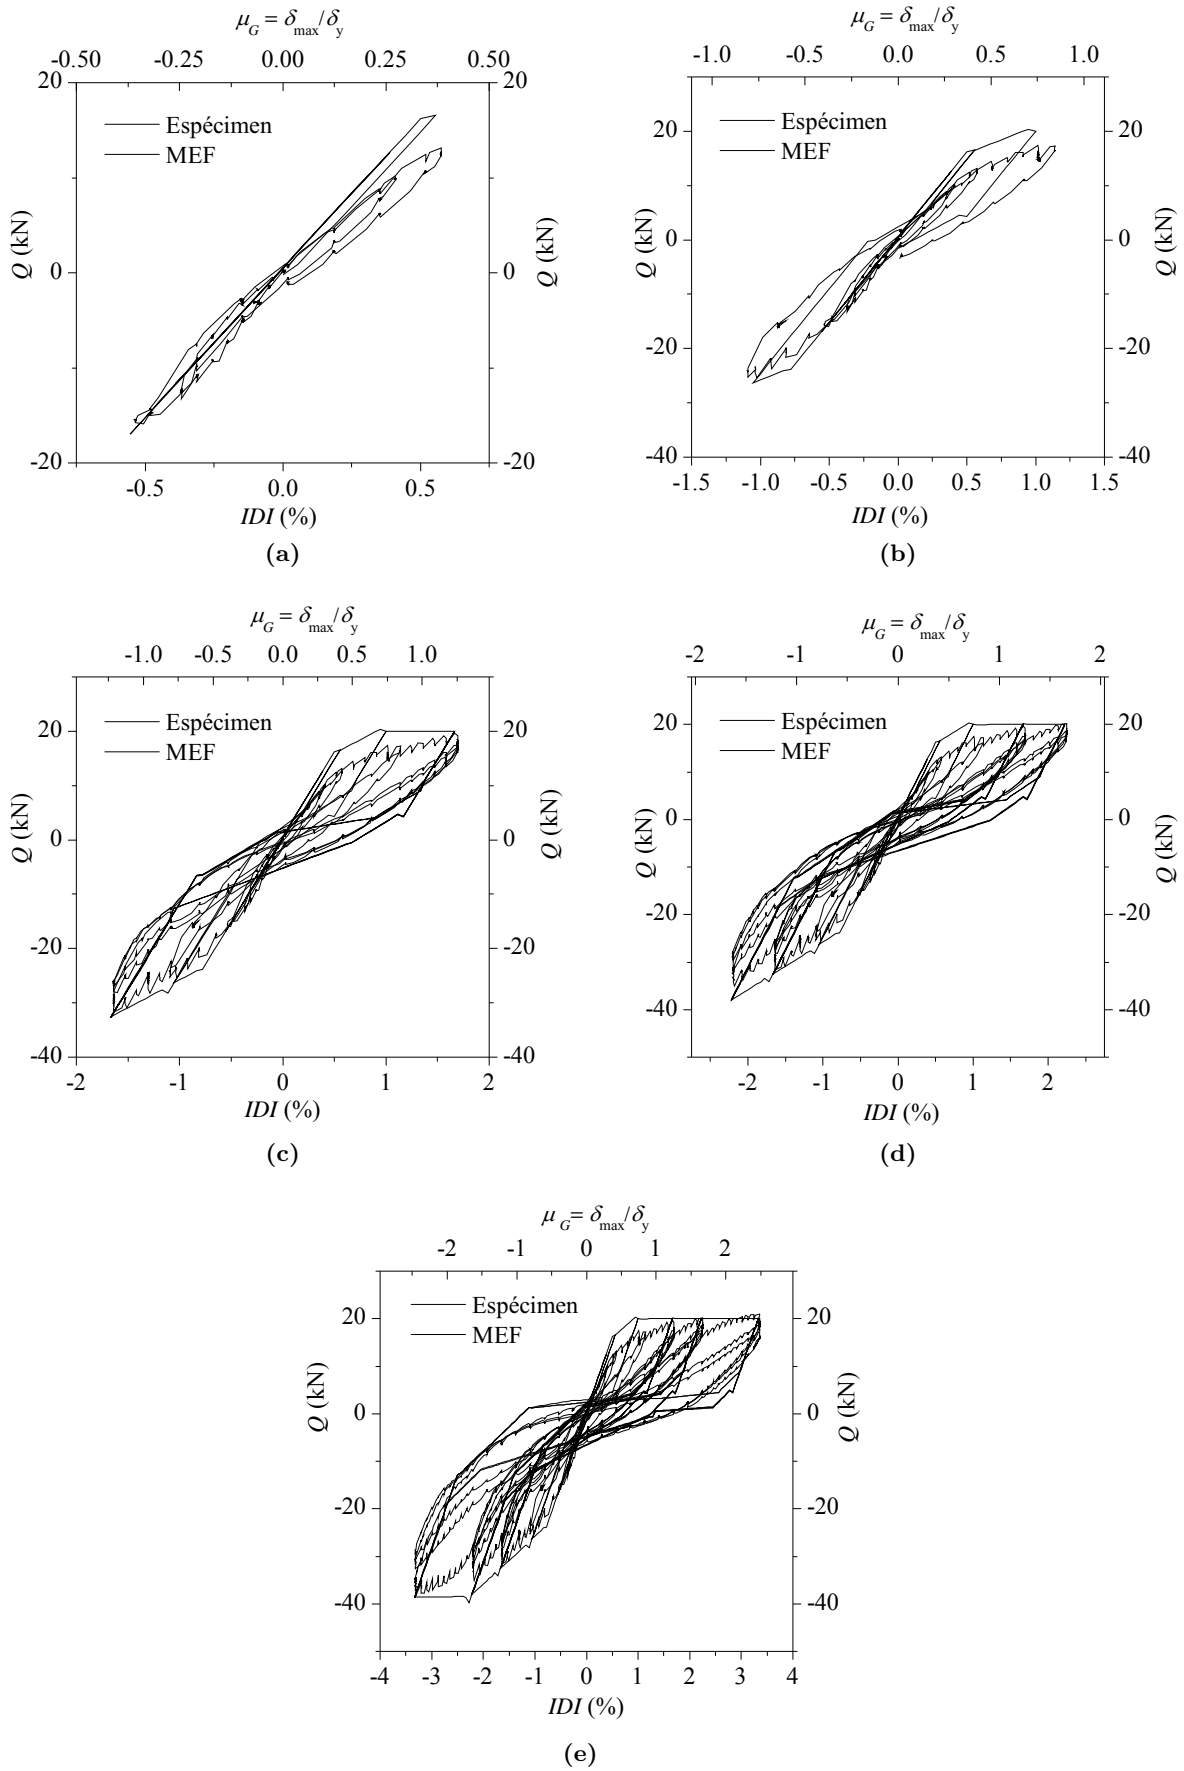 μG = δmax/δy
-0.50 -0.25 0.00 0.25 0.50
20 20
Espécimen
MEF
Q (kN)
Q (kN)
0 0
-20 -20
-0.5 0.0 0.5
IDI (%)
(a)
μG = δmax/δy
-1.0 -0.5 0.0 0.5 1.0
Espécimen
MEF
20 20
Q (kN)
Q (kN)
0 0
-20 -20
-40 -40
-1.5 -1.0 -0.5 0.0 0.5 1.0 1.5
IDI (%)
(b)
μG = δmax/δy
-1.0 -0.5 0.0 0.5 1.0
Espécimen
MEF
20 20
Q (kN)
Q (kN)
0 0
-20 -20
-40 -40
-2 -1 0 1 2
IDI (%)
(c)
μG = δmax/δy
-2 -1 0 1 2
Espécimen
MEF
20 20
Q (kN)
Q (kN)
0 0
-20 -20
-40 -40
-2 -1 0 1 2
IDI (%)
(d)
μG = δmax/δy
-2 -1 0 1 2
Espécimen
MEF
20 20
Q (kN)
Q (kN)
0 0
-20 -20
-40 -40
-4 -3 -2 -1 0 1 2 3 4
IDI (%)
(e)